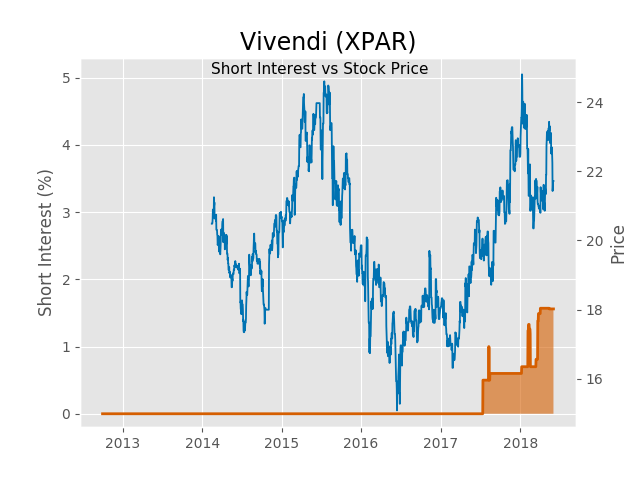 Vivendi (XPAR)
Short Interest vs Stock Price
Short Interest (%)
5
4
3
2
1
0
24
22
20
18
16
Price
2013 2014 2015 2016 2017 2018